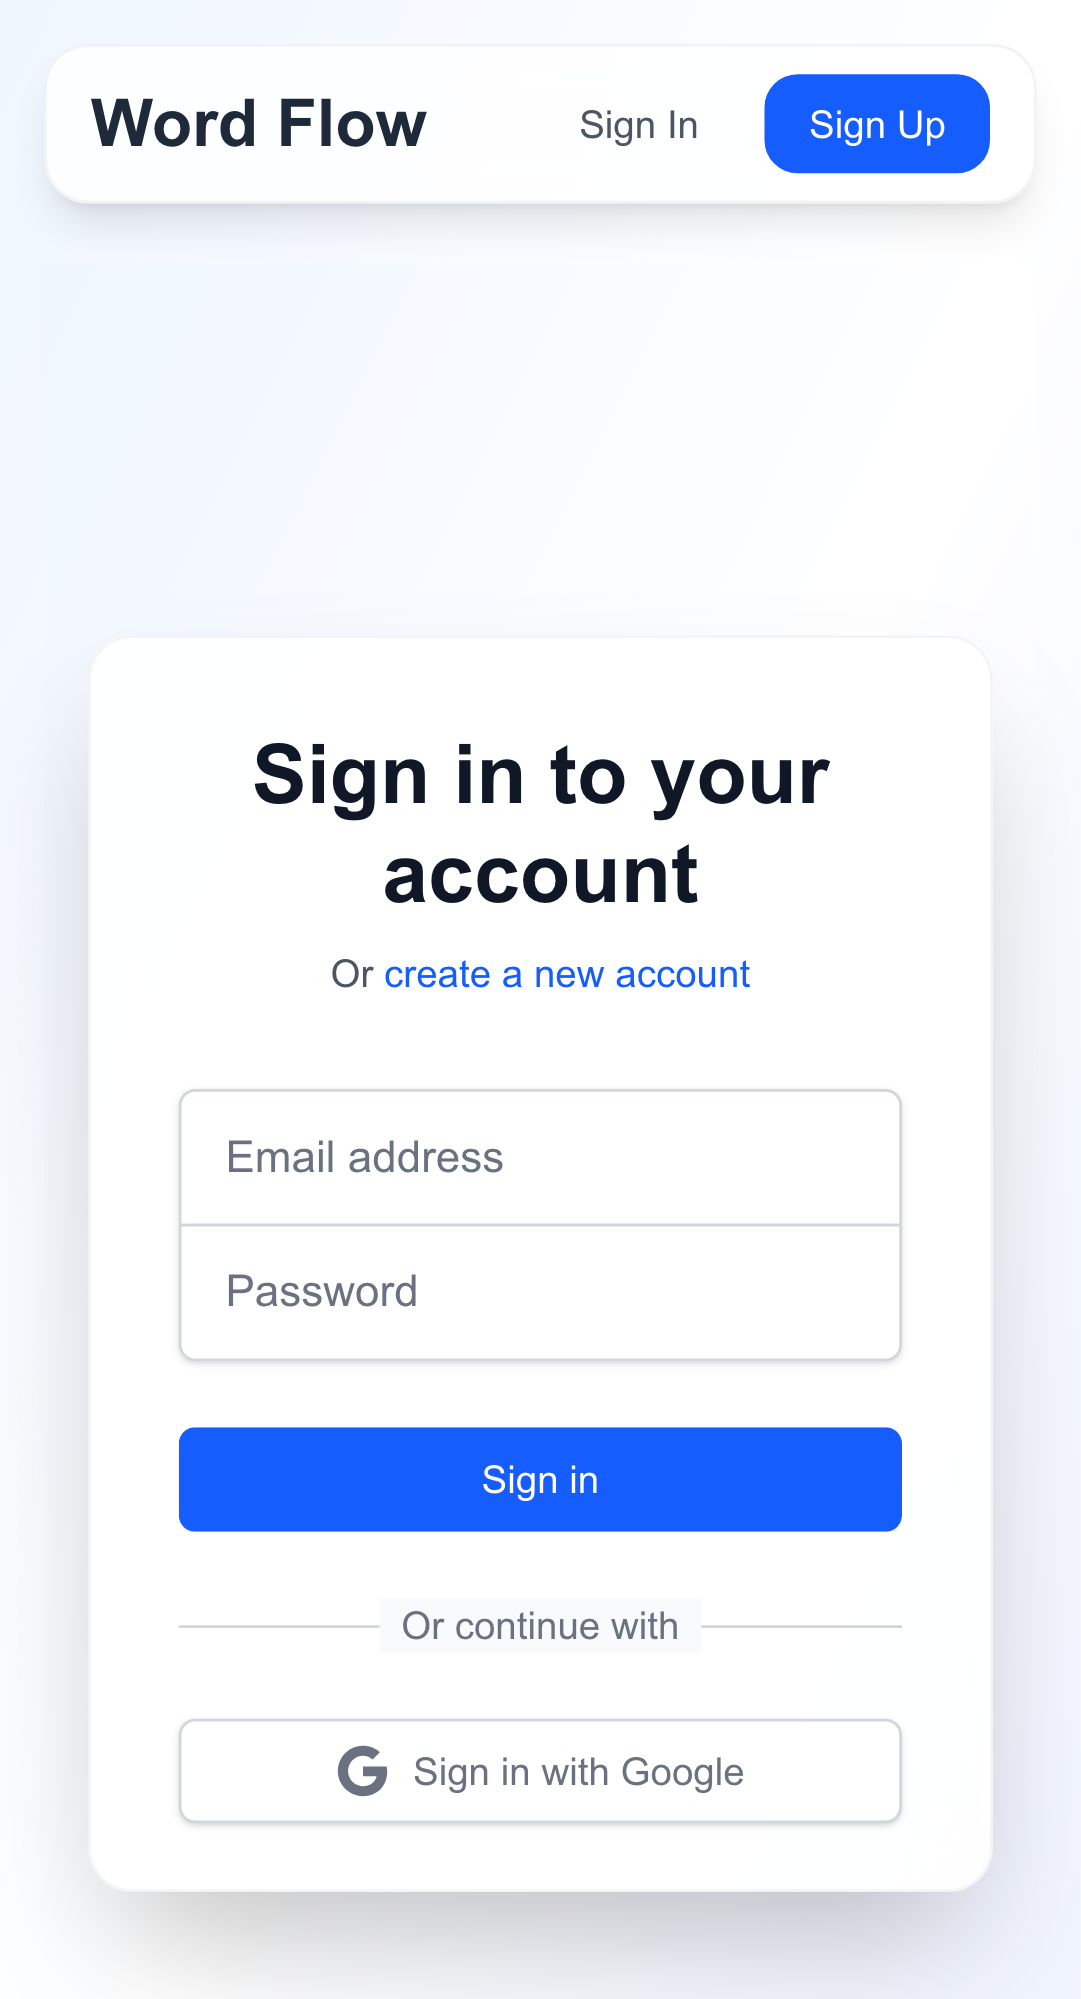 Word Flow
Sign In
Sign Up
Sign in to your
account
Or create a new account
Email address
Password
Sign in
Or continue with
Sign in with Google